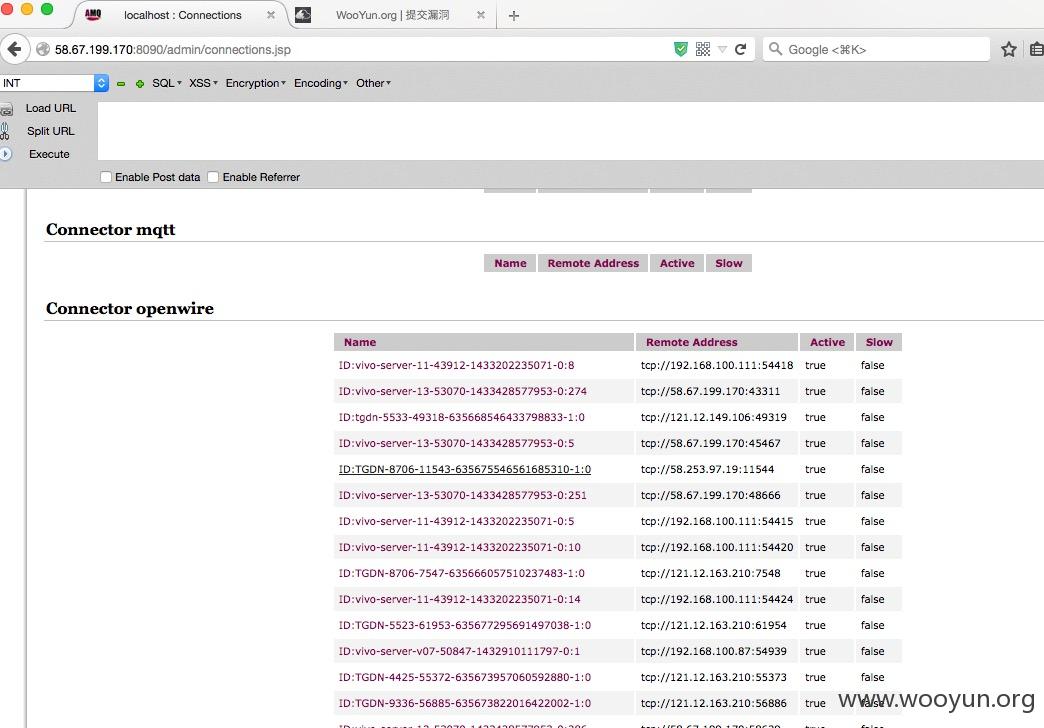 localhost : Connections
WooYun.org | 提交漏洞
58.67.199.170:8090/admin/connections.jsp
Google <⌘K>
INT SQL XSS Encryption Encoding Other
Load URL
Split URL
Execute
Enable Post data Enable Referrer
Connector mqtt
Name Remote Address Active Slow
Connector openwire
Name Remote Address Active Slow
ID:vivo-server-11-43912-1433202235071-0:8 tcp://192.168.100.111:54418 true false
ID:vivo-server-13-53070-1433428577953-0:274 tcp://58.67.199.170:43311 true false
ID:tgdn-5533-49318-635668546433798833-1:0 tcp://121.12.149.106:49319 true false
ID:vivo-server-13-53070-1433428577953-0:5 tcp://58.67.199.170:45467 true false
ID:TGDN-8706-11543-635675546561685310-1:0 tcp://58.253.97.19:11544 true false
ID:vivo-server-13-53070-1433428577953-0:251 tcp://58.67.199.170:48666 true false
ID:vivo-server-11-43912-1433202235071-0:5 tcp://192.168.100.111:54415 true false
ID:vivo-server-11-43912-1433202235071-0:10 tcp://192.168.100.111:54420 true false
ID:TGDN-8706-7547-635666057510237483-1:0 tcp://121.12.163.210:7548 true false
ID:vivo-server-11-43912-1433202235071-0:14 tcp://192.168.100.111:54424 true false
ID:TGDN-5523-61953-635677295691497038-1:0 tcp://121.12.163.210:61954 true false
ID:vivo-server-v07-50847-1432910111797-0:1 tcp://192.168.100.87:54939 true false
ID:TGDN-4425-55372-635673957060592880-1:0 tcp://121.12.163.210:55373 true false
ID:TGDN-9336-56885-635673822016422002-1:0 tcp://121.12.163.210:56886 true false
www.wooyun.org